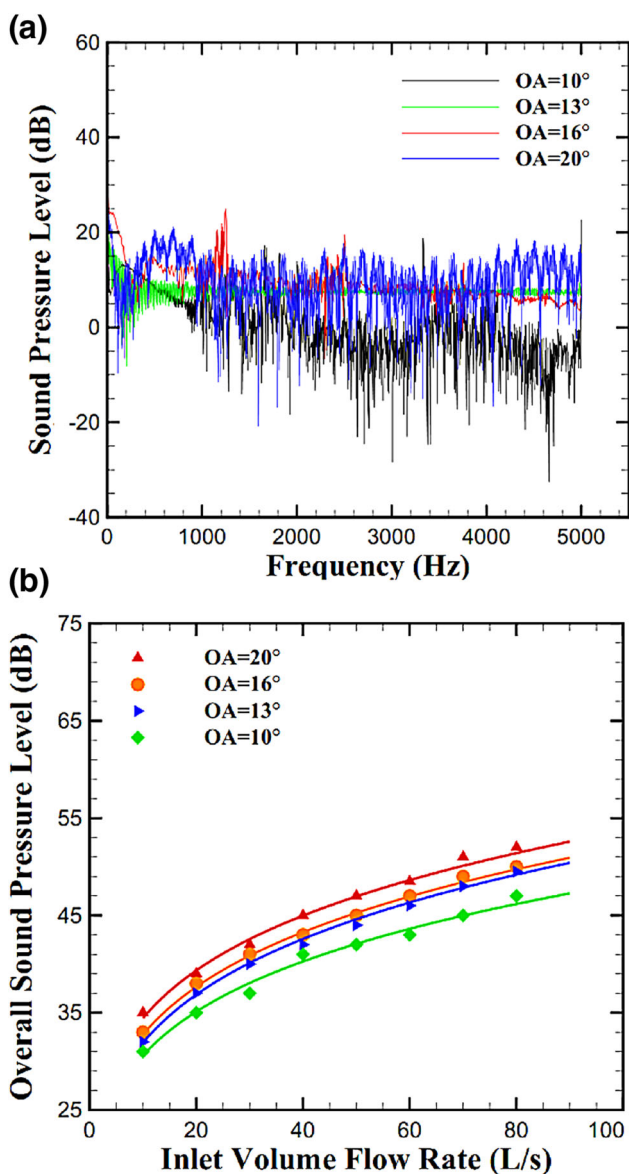 (a)
60
40
20
0
-20
-40
Sound Pressure Level (dB)
OA=10°
OA=13°
OA=16°
OA=20°
0 1000 2000 3000 4000 5000
Frequency (Hz)
(b)
75
65
55
45
35
25
Overall Sound Pressure Level (dB)
OA=20°
OA=16°
OA=13°
OA=10°
0 20 40 60 80 100
Inlet Volume Flow Rate (L/s)